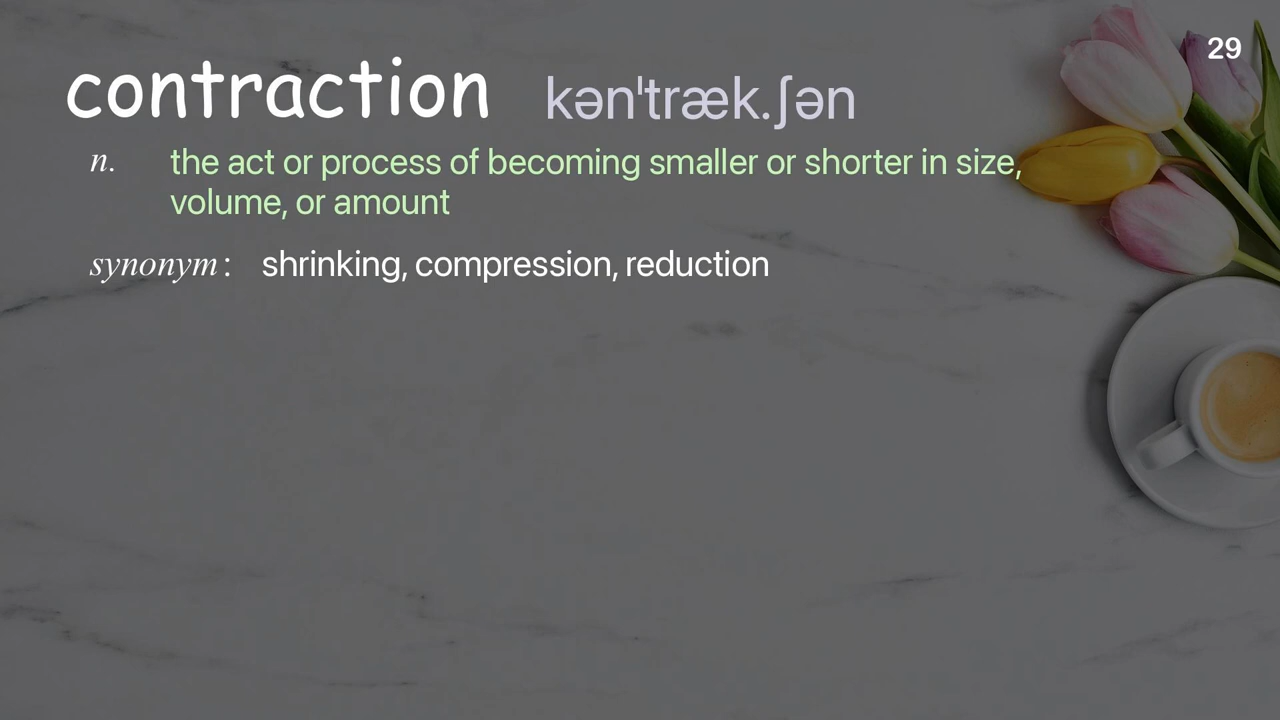 29
contraction kənˈtræk.ʃən
n. the act or process of becoming smaller or shorter in size,
volume, or amount
synonym : shrinking, compression, reduction